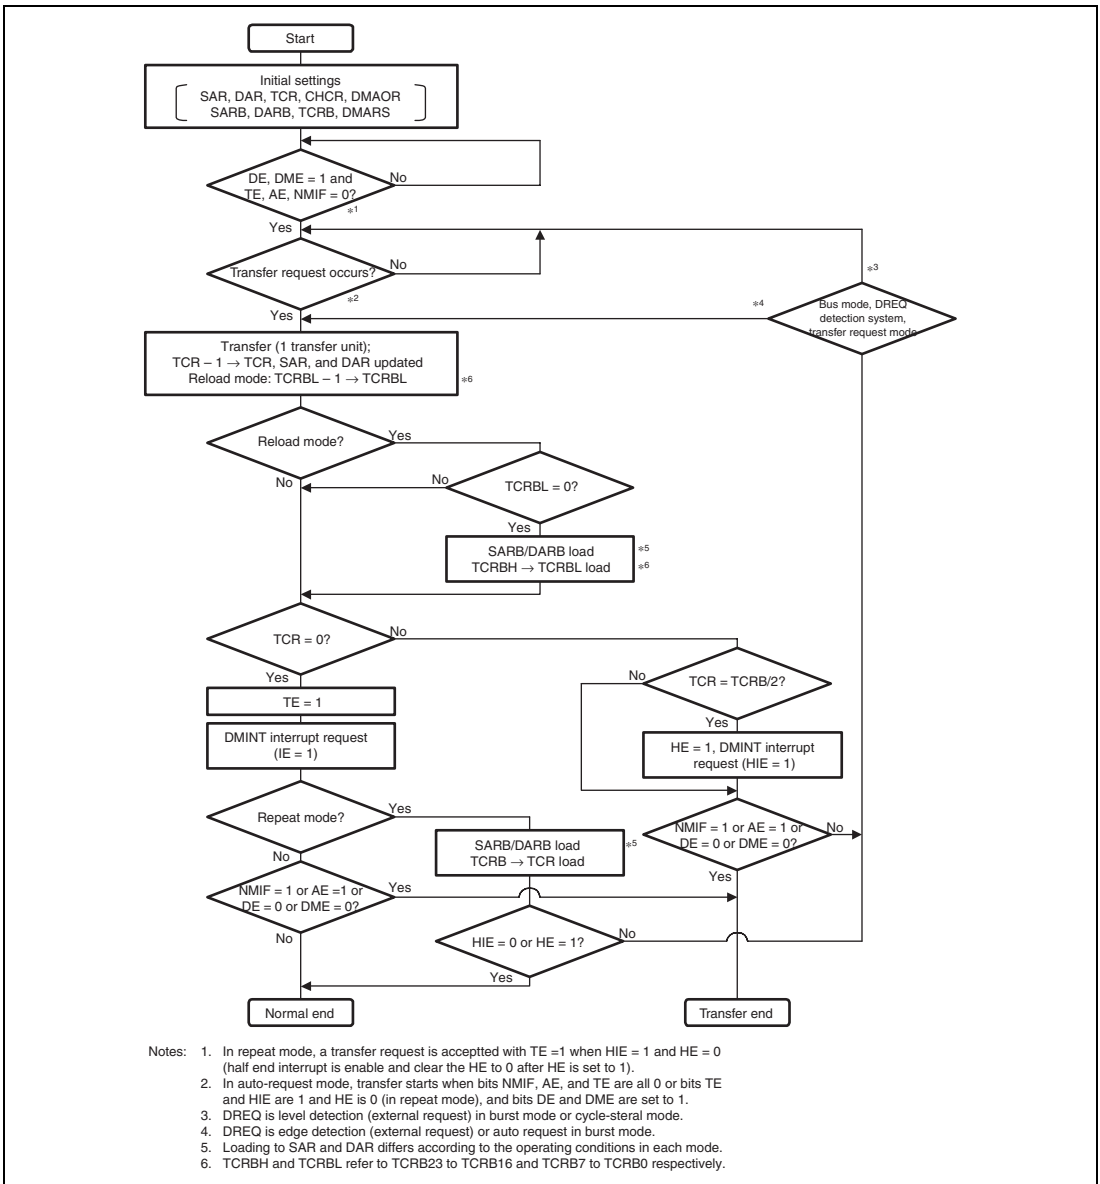 Start
Initial settings
SAR, DAR, TCR, CHCR, DMAOR
SARB, DARB, TCRB, DMARS
DE, DME = 1 and
TE, AE, NMIF = 0?
No
*1
Yes
Transfer request occurs?
No
*2
Yes
*3
*4
Bus mode, DREQ
detection system,
transfer request mode
Transfer (1 transfer unit);
TCR – 1 → TCR, SAR, and DAR updated
Reload mode: TCRBL – 1 → TCRBL
*6
Reload mode?
Yes
No
TCRBL = 0?
No
Yes
SARB/DARB load
TCRBH → TCRBL load
*5
*6
TCR = 0?
No
Yes
TCR = TCRB/2?
No
Yes
TE = 1
DMINT interrupt request
(IE = 1)
HE = 1, DMINT interrupt
request (HIE = 1)
Repeat mode?
Yes
No
SARB/DARB load
TCRB → TCR load
*5
NMIF = 1 or AE = 1 or
DE = 0 or DME = 0?
No
Yes
NMIF = 1 or AE =1 or
DE = 0 or DME = 0?
Yes
No
HIE = 0 or HE = 1?
No
Yes
Normal end
Transfer end
Notes: 1. In repeat mode, a transfer request is acceptted with TE =1 when HIE = 1 and HE = 0
(half end interrupt is enable and clear the HE to 0 after HE is set to 1).
2. In auto-request mode, transfer starts when bits NMIF, AE, and TE are all 0 or bits TE
and HIE are 1 and HE is 0 (in repeat mode), and bits DE and DME are set to 1.
3. DREQ is level detection (external request) in burst mode or cycle-steral mode.
4. DREQ is edge detection (external request) or auto request in burst mode.
5. Loading to SAR and DAR differs according to the operating conditions in each mode.
6. TCRBH and TCRBL refer to TCRB23 to TCRB16 and TCRB7 to TCRB0 respectively.